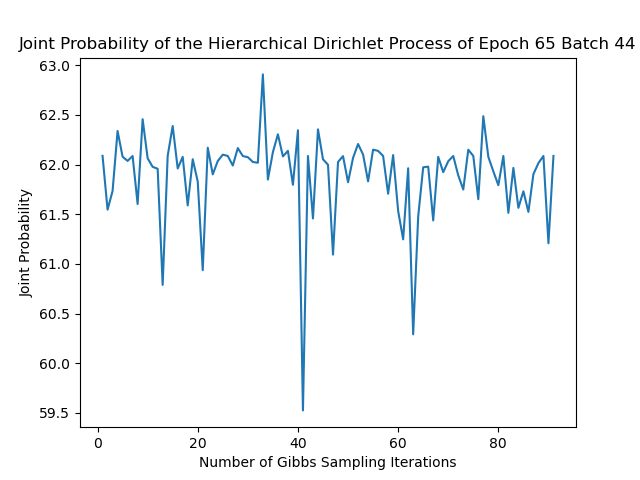 Joint Probability of the Hierarchical Dirichlet Process of Epoch 65 Batch 44
63.0
62.5
62.0
61.5
61.0
60.5
60.0
59.5
Joint Probability
0 20 40 60 80
Number of Gibbs Sampling Iterations